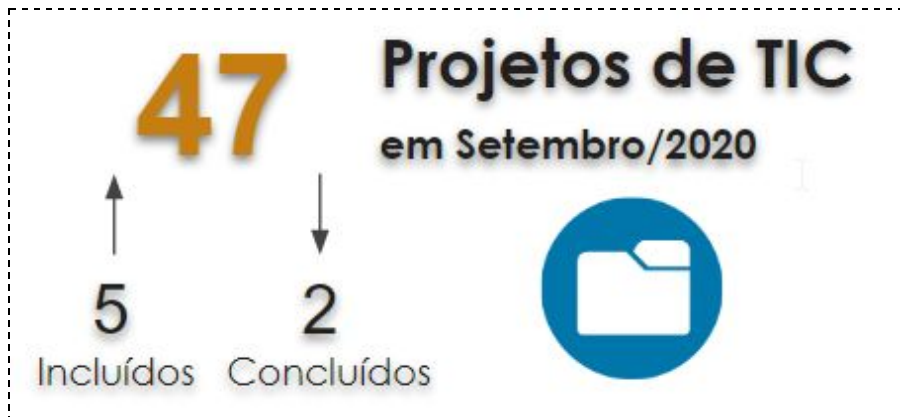 47
Projetos de TIC
em Setembro/2020
5
Incluídos
2
Concluídos